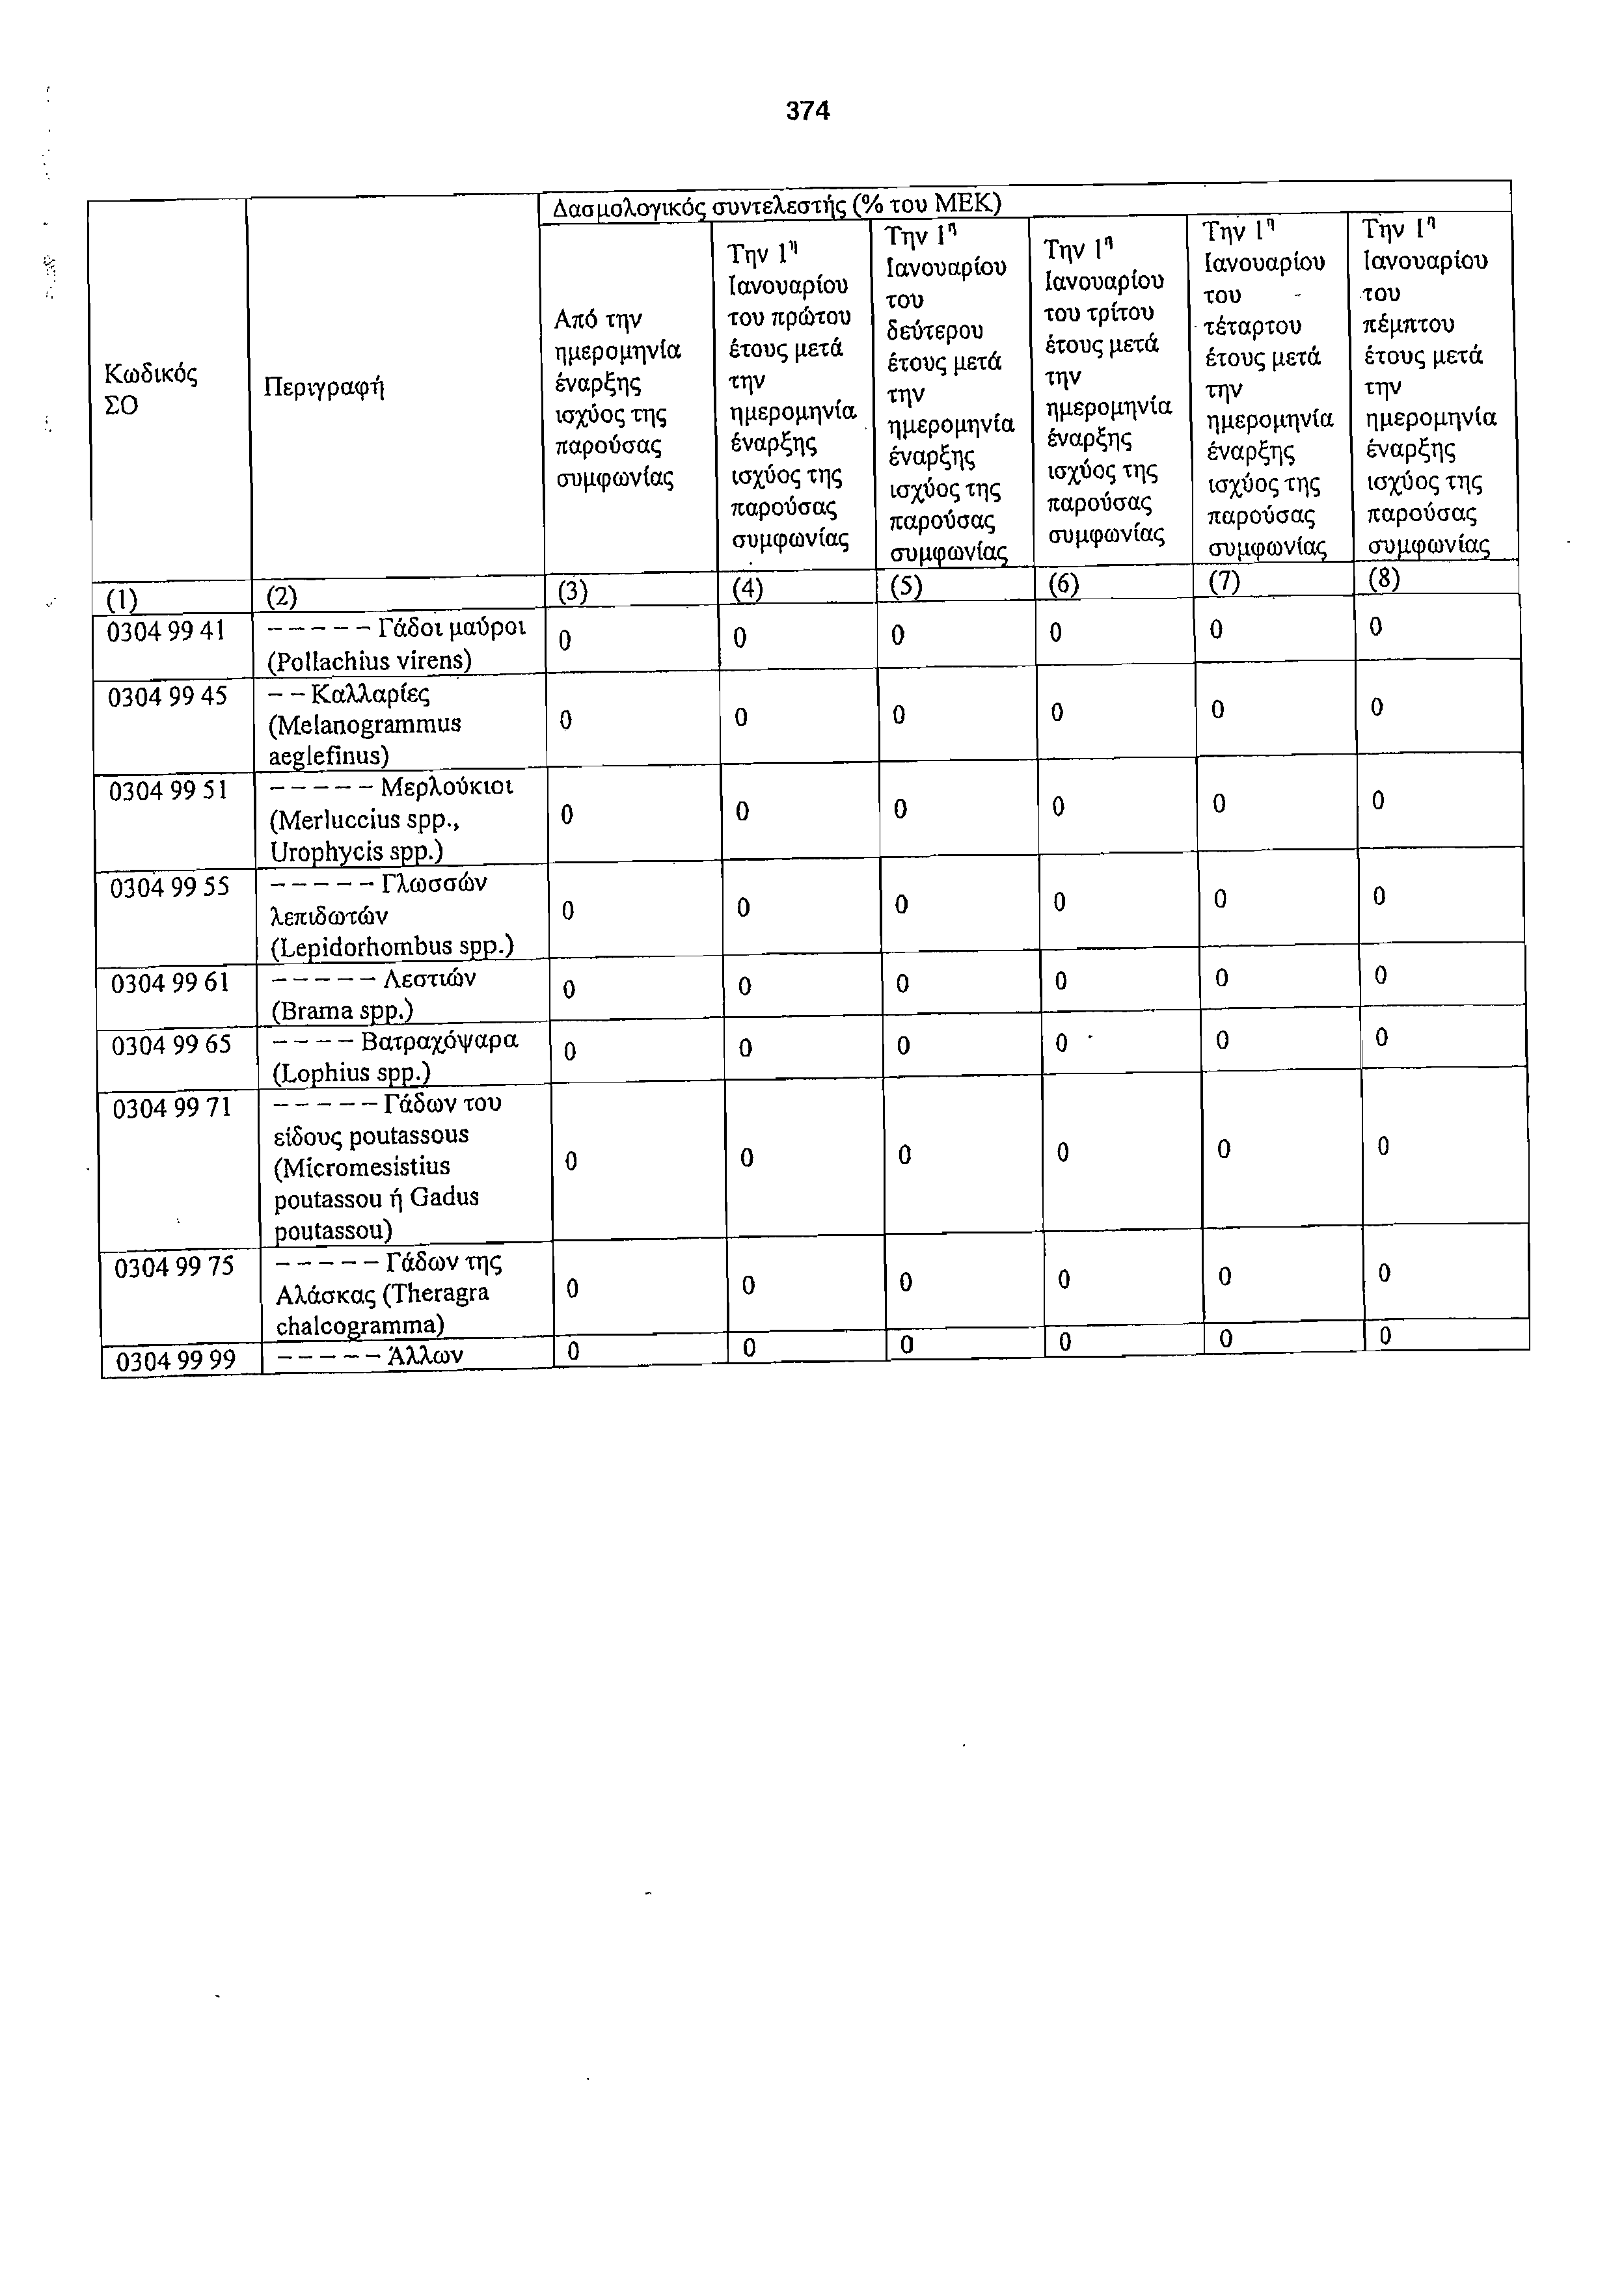 374
Δασμολογικός συντελεστής (% του ΜΕΚ)
Κωδικός
ΣΟ
Περιγραφή
Από την
ημερομηνία
έναρξης
ισχύος της
παρούσας
συμφωνίας
Την 1η
Ιανουαρίου
του πρώτου
έτους μετά
την
ημερομηνία
έναρξης
ισχύος της
παρούσας
συμφωνίας
Την 1η
Ιανουαρίου
του
δεύτερου
έτους μετά
την
ημερομηνία
έναρξης
ισχύος της
παρούσας
συμφωνίας
Την 1η
Ιανουαρίου
του τρίτου
έτους μετά
την
ημερομηνία
έναρξης
ισχύος της
παρούσας
συμφωνίας
Την 1η
Ιανουαρίου
του
τέταρτου
έτους μετά
την
ημερομηνία
έναρξης
ισχύος της
παρούσας
συμφωνίας
Την 1η
Ιανουαρίου
του
πέμπτου
έτους μετά
την
ημερομηνία
έναρξης
ισχύος της
παρούσας
συμφωνίας
(1) (2) (3) (4) (5) (6) (7) (8)
0304 99 41 – – – – – Γάδοι μαύροι
(Pollachius virens)
0 0 0 0 0 0
0304 99 45 – – Καλλαρίες
(Melanogrammus
aeglefinus)
0 0 0 0 0 0
0304 99 51 – – – – – Μερλούκιοι
(Merluccius spp.,
Urophycis spp.)
0 0 0 0 0 0
0304 99 55 – – – – – Γλωσσών
λεπιδωτών
(Lepidorhombus spp.)
0 0 0 0 0 0
0304 99 61 – – – – – Λεστιών
(Brama spp.)
0 0 0 0 0 0
0304 99 65 – – – – Βατραχόψαρα
(Lophius spp.)
0 0 0 0 0 0
0304 99 71 – – – – – Γάδων του
είδους poutassous
(Micromesistius
poutassou ή Gadus
poutassou)
0 0 0 0 0 0
0304 99 75 – – – – – Γάδων της
Αλάσκας (Theragra
chalcogramma)
0 0 0 0 0 0
0304 99 99 – – – – – Άλλων 0 0 0 0 0 0